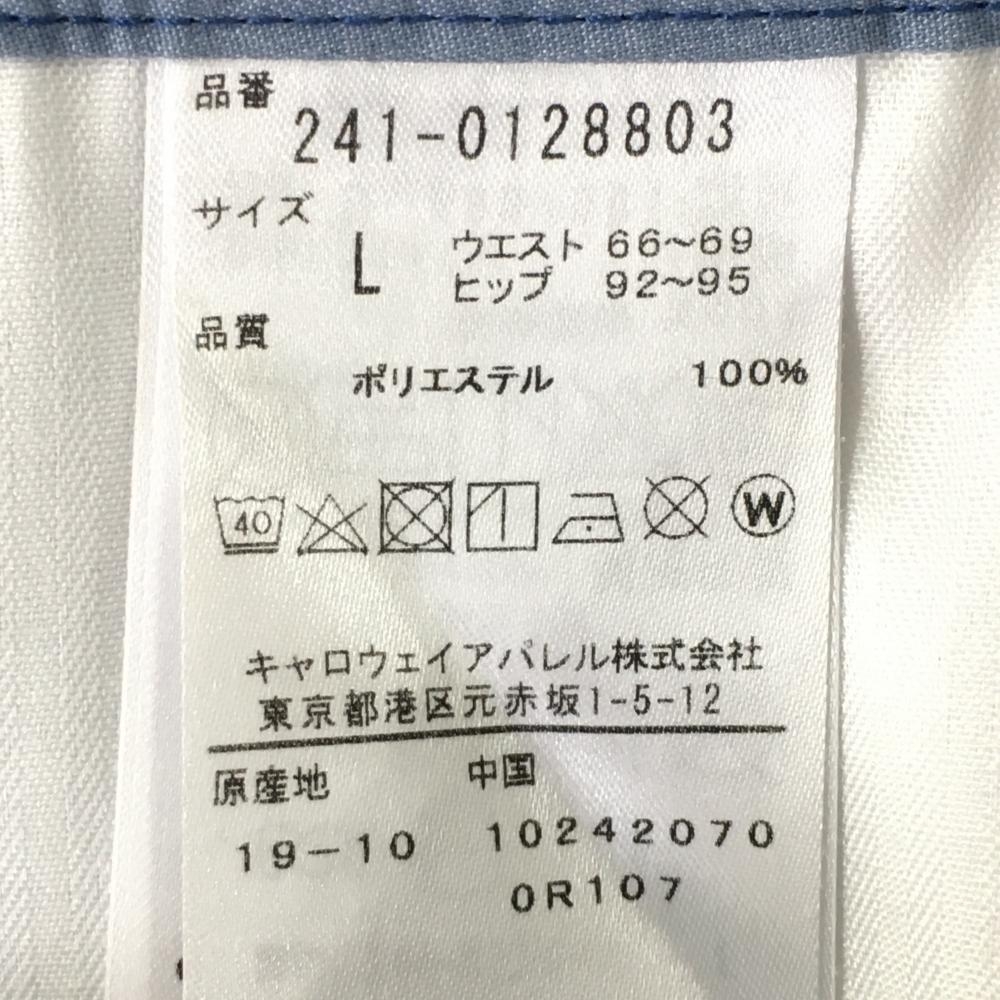 品番
241-0128803
サイズ
L
ウエスト 66〜69
ヒップ 92〜95
品質
ポリエステル 100%
40
W
キャロウェイアパレル株式会社
東京都港区元赤坂1-5-12
原産地 中国
19-10 10242070
0R107